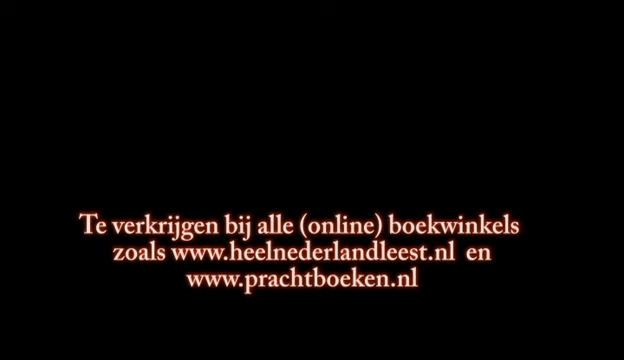 Te verkrijgen bij alle (online) boekwinkels
zoals www.heelnederlandleest.nl en
www.prachtboeken.nl